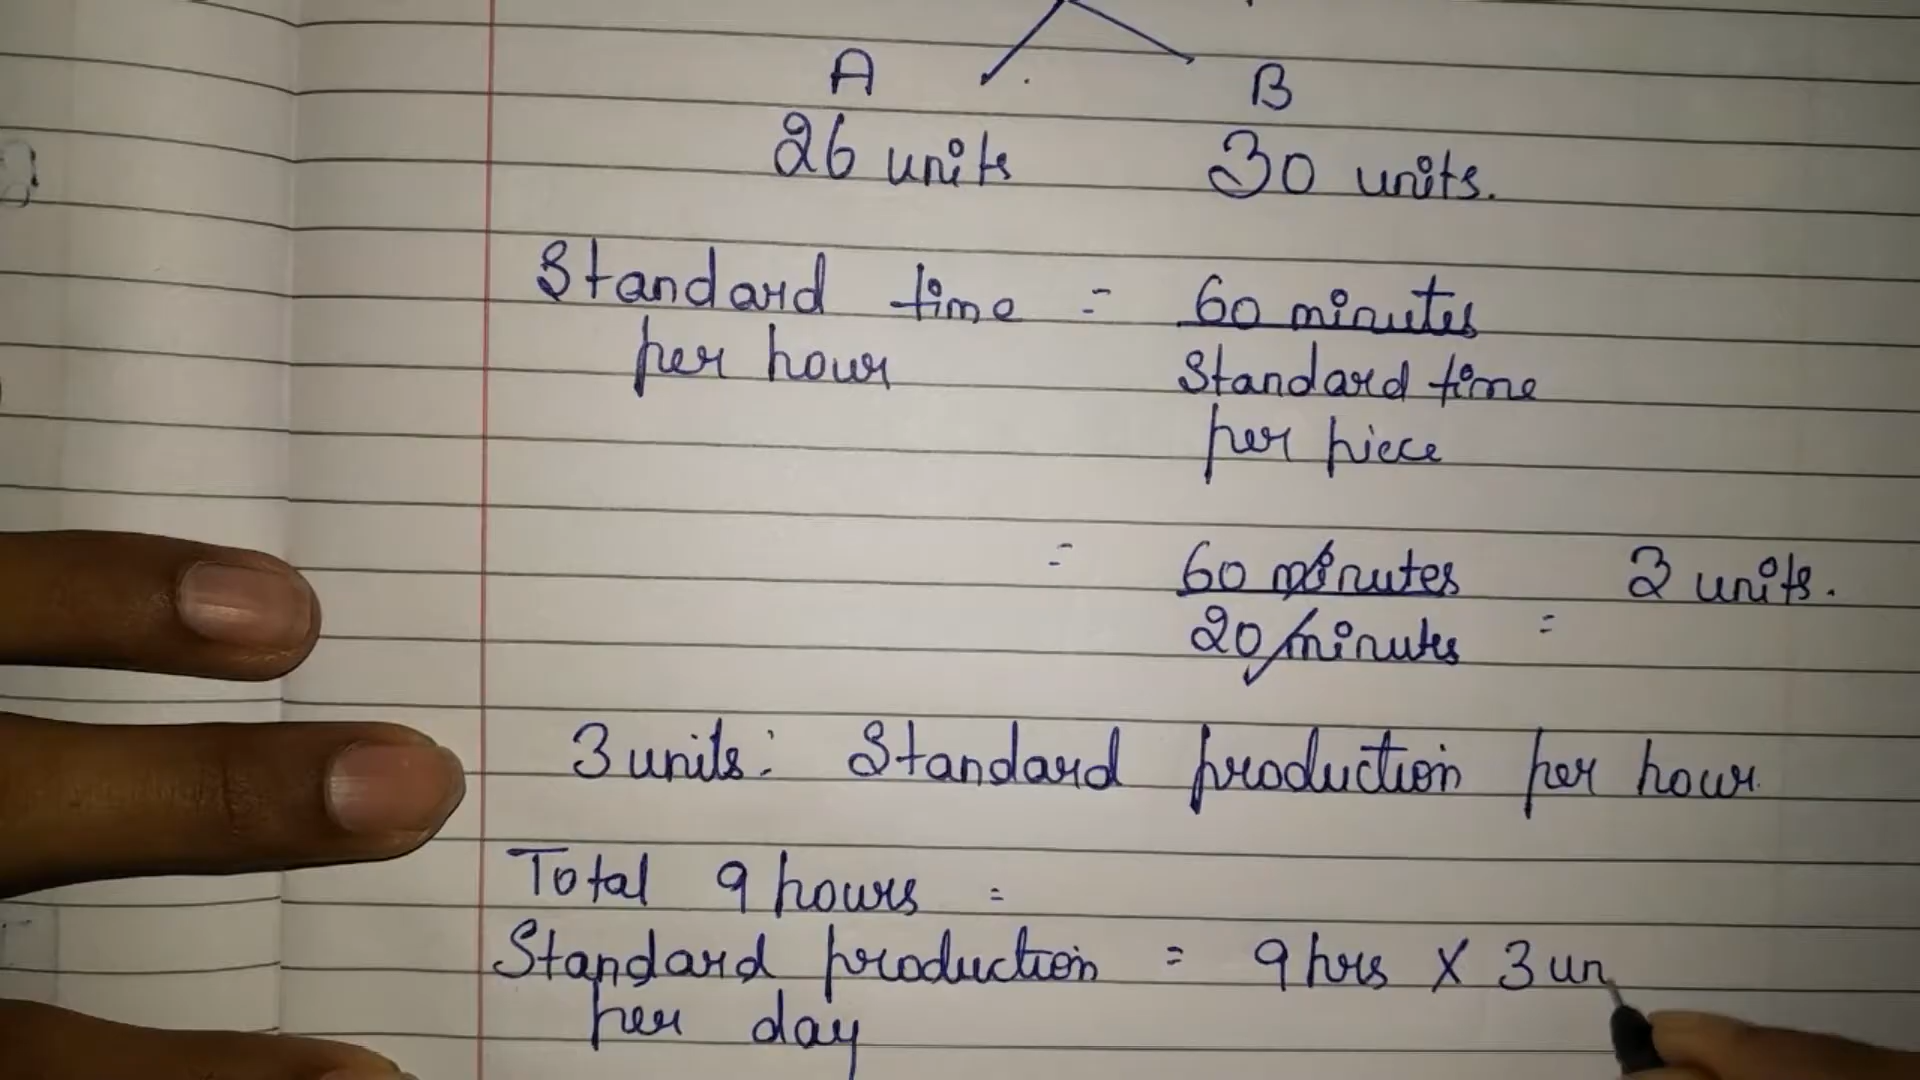 A B
26 units 30 units.
Standard time = 60 minutes
per hour Standard time
per piece
= 60 minutes
20 minutes = 3 units.
3 units: Standard production per hour.
Total 9 hours =
Standard production = 9 hrs X 3 un
per day